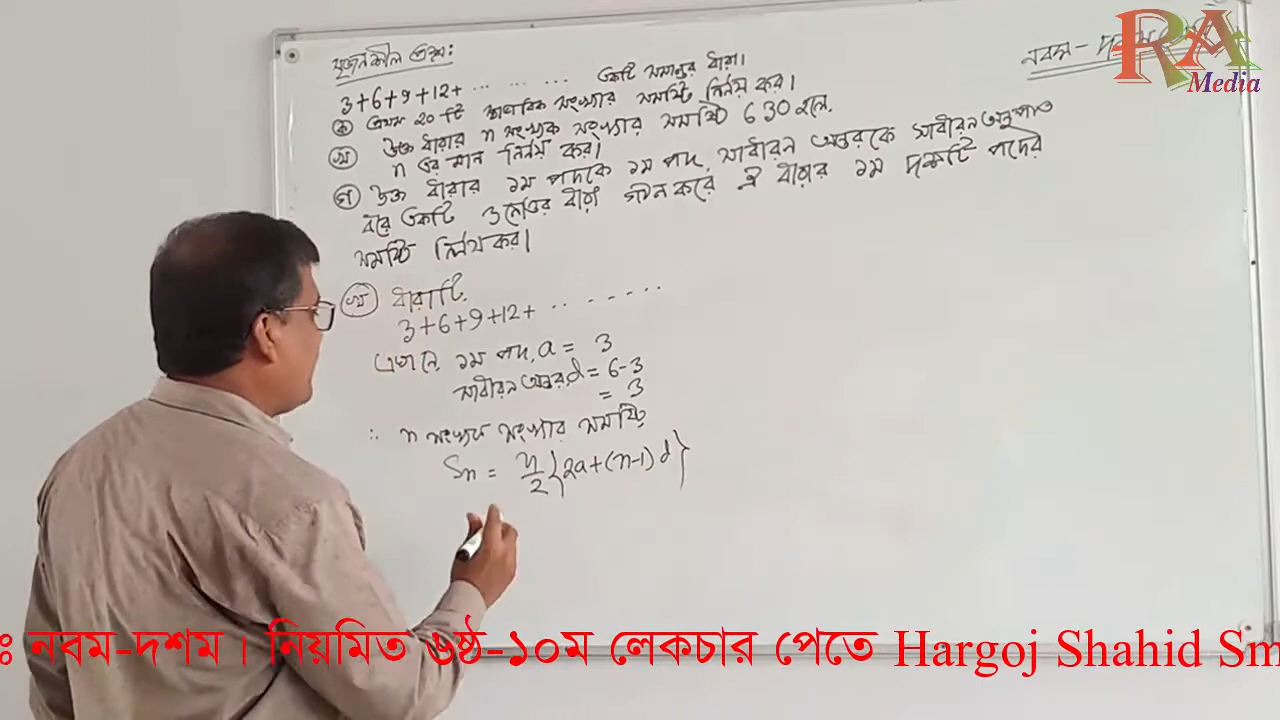 সৃজনশীল প্রশ্ন:
নবম - দশম
RA
Media
3+6+9+12+ ... ... ... একটি সমান্তর ধারা।
ক প্রথম 20 টি স্বাভাবিক সংখ্যার সমষ্টি নির্ণয় কর।
খ উক্ত ধারার n সংখ্যক সংখ্যার সমষ্টি 630 হলে,
n এর মান নির্ণয় কর।
গ উক্ত ধারার ১ম পদকে ১ম পদ, সাধারন অন্তরকে সাধারন অনুপাত
ধরে একটি গুনোত্তর ধারা গঠন করে ঐ ধারার ১ম দশটি পদের
সমষ্টি নির্ণয় কর।
খ ধারাটি,
3+6+9+12+ .. - - - ..
এখানে, ১ম পদ, a = 3
সাধারন অন্তর, d = 6-3
= 3
∴ n সংখ্যক সংখ্যার সমষ্টি
Sn = n/2 {2a+(n-1)d}
ঃ নবম-দশম। নিয়মিত ৬ষ্ঠ-১০ম লেকচার পেতে Hargoj Shahid Sm